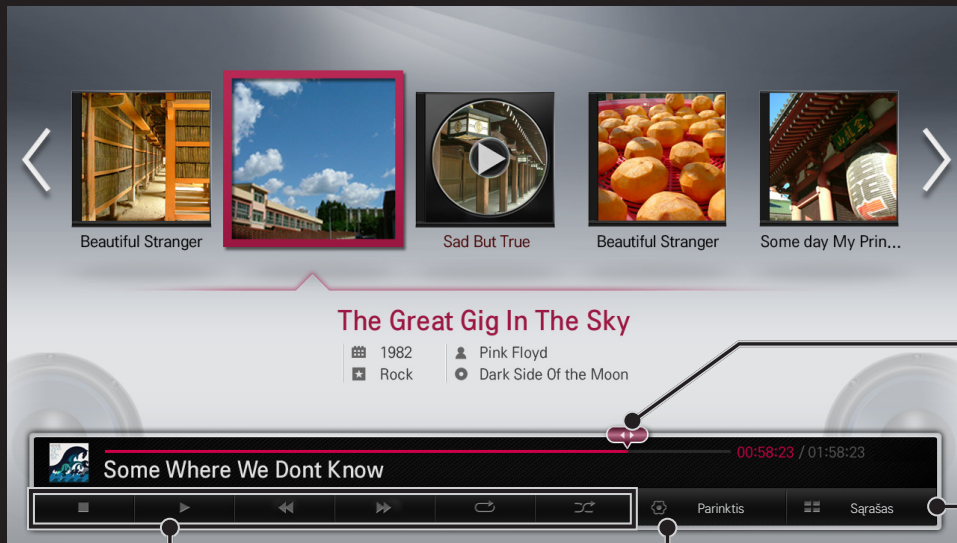 Beautiful Stranger
Sad But True
Beautiful Stranger
Some day My Prin...
The Great Gig In The Sky
1982
Pink Floyd
Rock
Dark Side Of the Moon
00:58:23 / 01:58:23
Some Where We Dont Know
Parinktis
Sąrašas